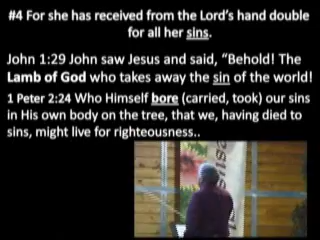 #4 For she has received from the Lord's hand double
for all her sins.
John 1:29 John saw Jesus and said, "Behold! The
Lamb of God who takes away the sin of the world!
1 Peter 2:24 Who Himself bore (carried, took) our sins
in His own body on the tree, that we, having died to
sins, might live for righteousness..